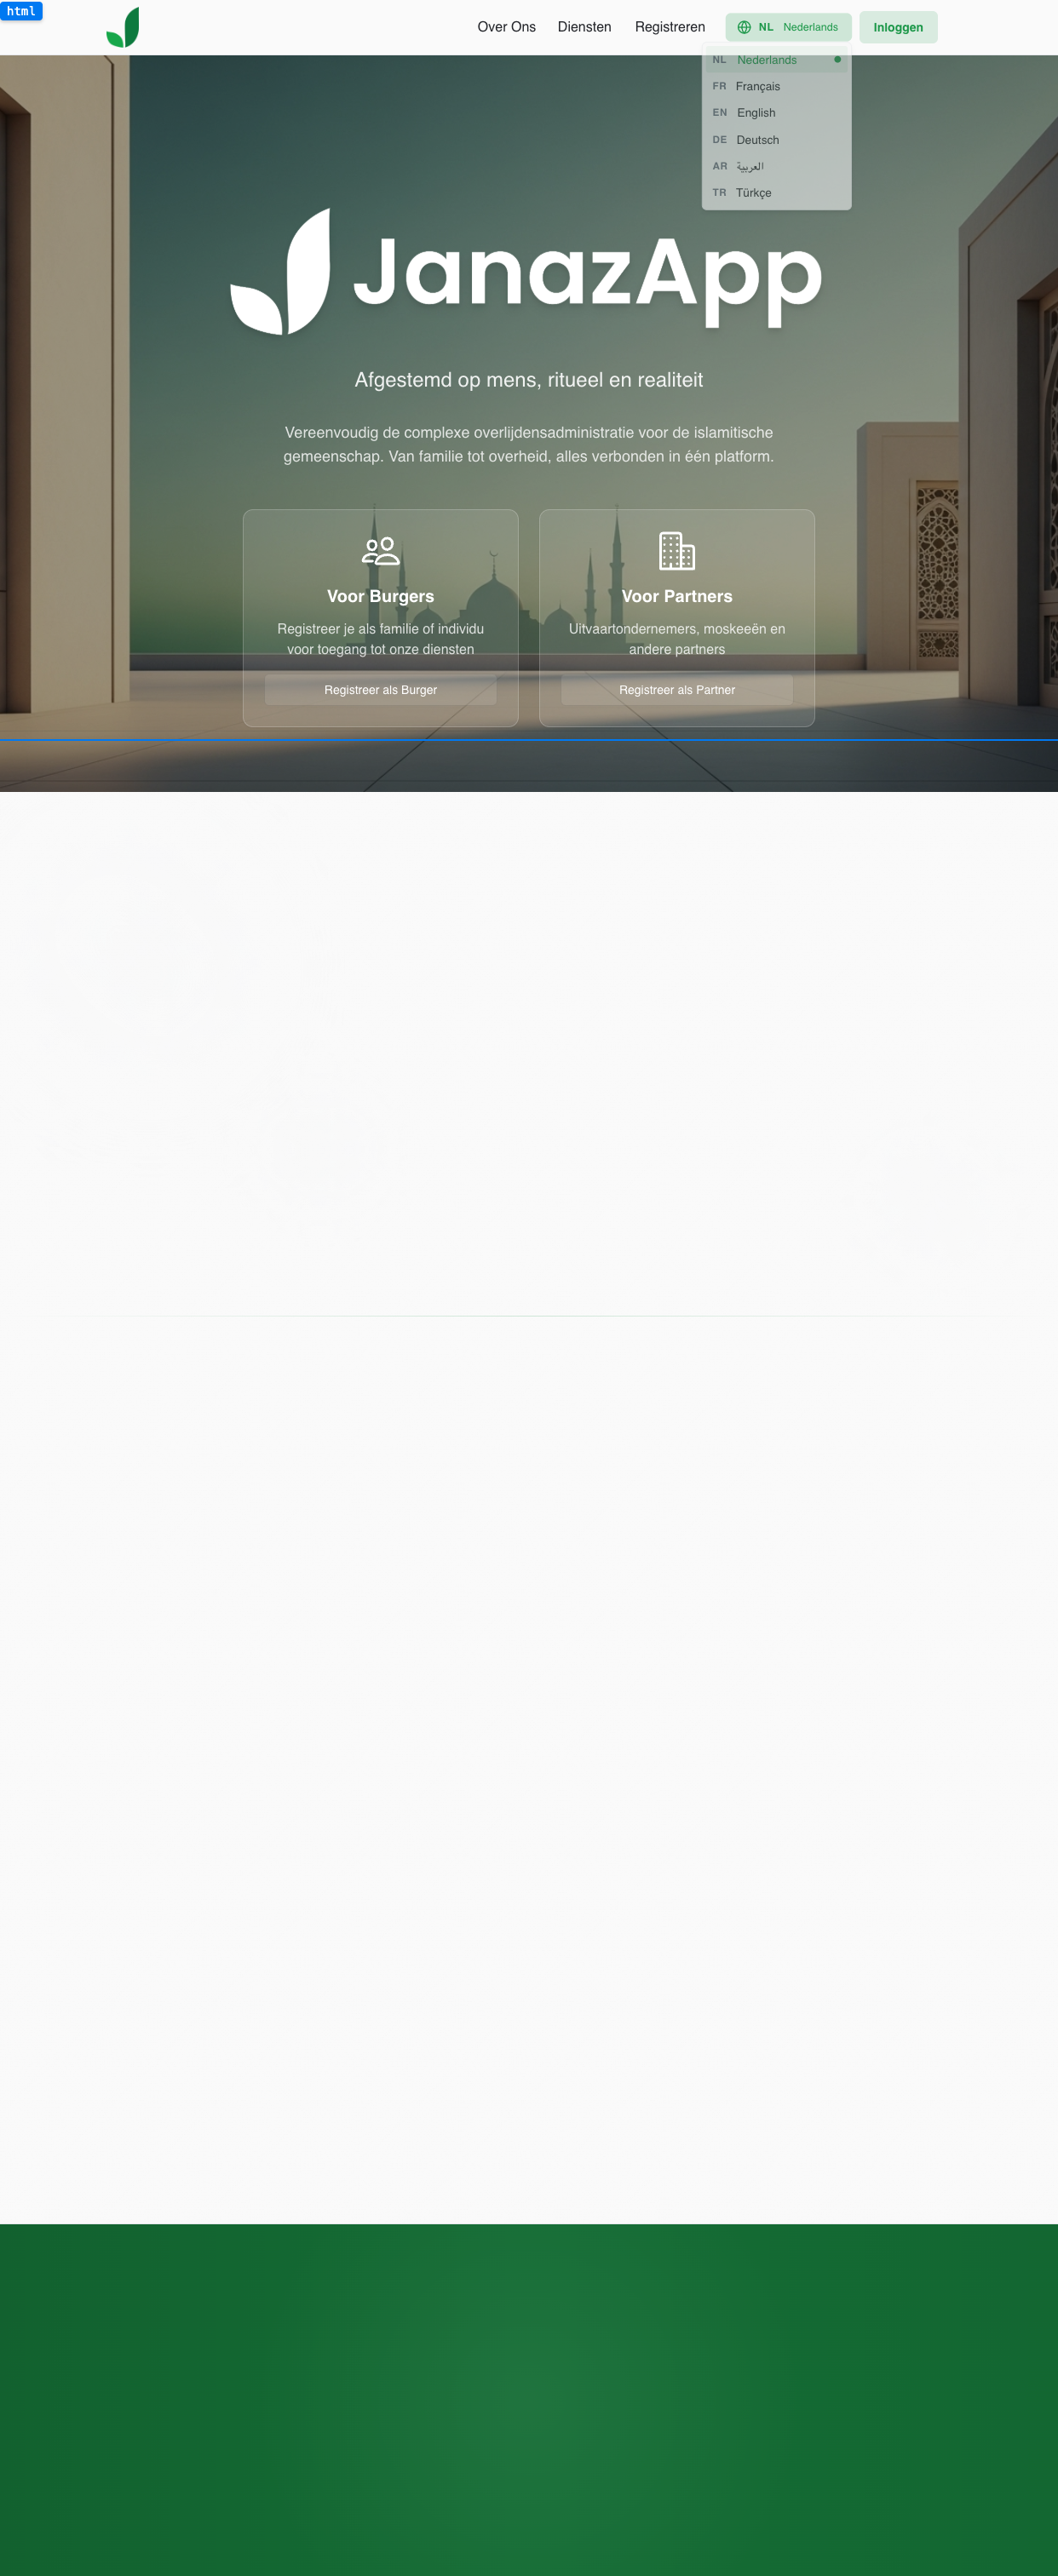 html
Over Ons Diensten Registreren NL Nederlands Inloggen
NL Nederlands
FR Français
EN English
DE Deutsch
AR العربية
TR Türkçe
JanazApp
Afgestemd op mens, ritueel en realiteit
Vereenvoudig de complexe overlijdensadministratie voor de islamitische
gemeenschap. Van familie tot overheid, alles verbonden in één platform.
Voor Burgers
Registreer je als familie of individu
voor toegang tot onze diensten
Registreer als Burger
Voor Partners
Uitvaartondernemers, moskeeën en
andere partners
Registreer als Partner